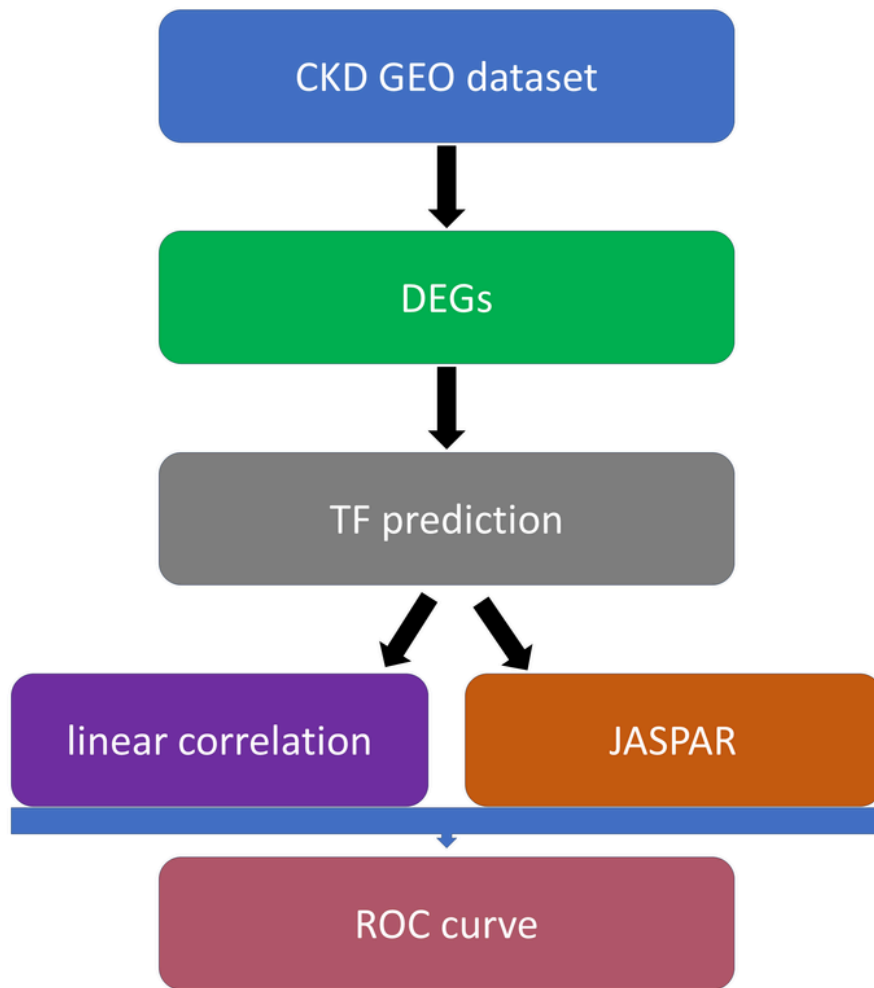 CKD GEO dataset
DEGs
TF prediction
linear correlation
JASPAR
ROC curve